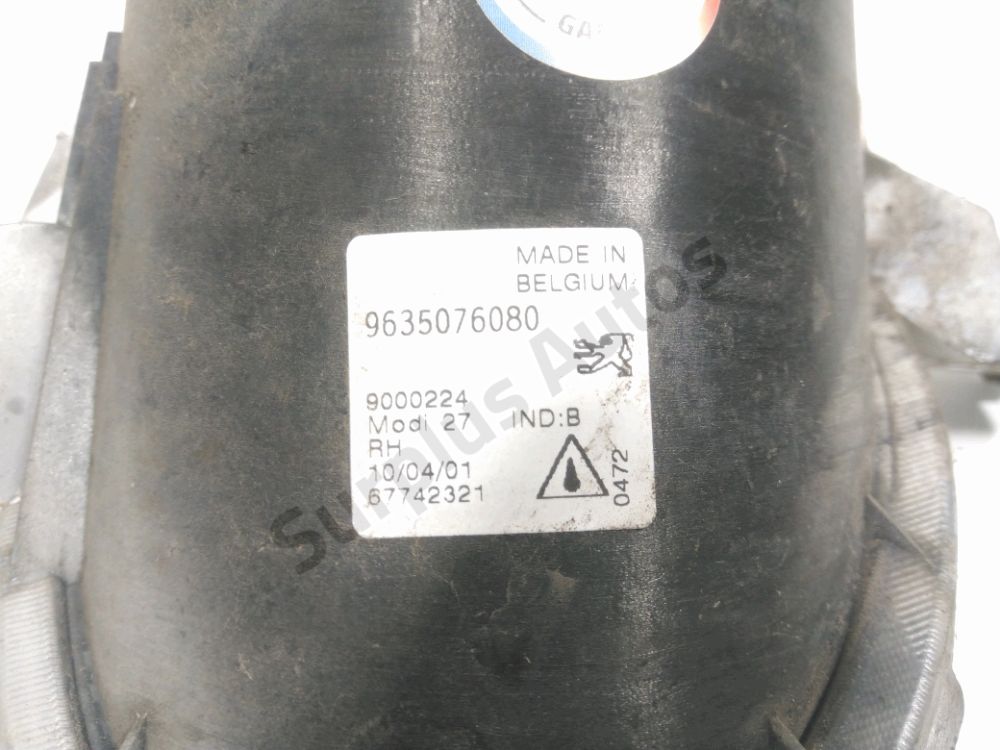 MADE IN
BELGIUM
9635076080
9000224
Modi 27 IND:B
RH
10/04/01
67742321
0472
Surplus Autos